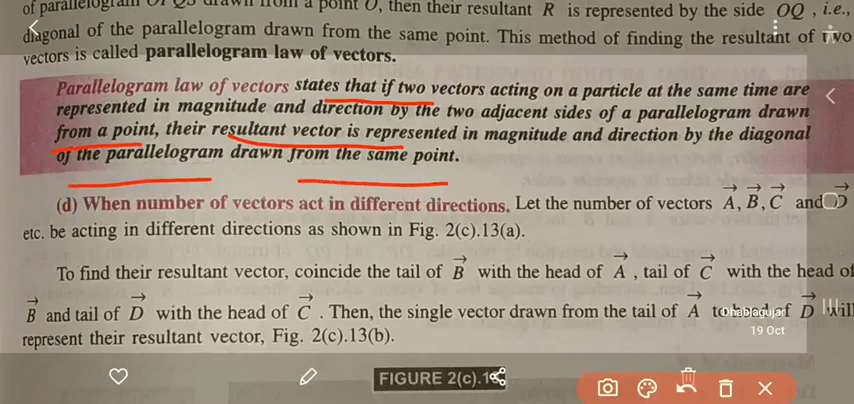 of parallelogram drawn from a point O, then their resultant R is represented by the side OQ , i.e.,
diagonal of the parallelogram drawn from the same point. This method of finding the resultant of two
vectors is called parallelogram law of vectors.
Parallelogram law of vectors states that if two vectors acting on a particle at the same time are
represented in magnitude and direction by the two adjacent sides of a parallelogram drawn
from a point, their resultant vector is represented in magnitude and direction by the diagonal
of the parallelogram drawn from the same point.
(d) When number of vectors act in different directions. Let the number of vectors A⃗, B⃗, C⃗ and D⃗
etc. be acting in different directions as shown in Fig. 2(c).13(a).
To find their resultant vector, coincide the tail of B⃗ with the head of A⃗ , tail of C⃗ with the head of
B⃗ and tail of D⃗ with the head of C⃗ . Then, the single vector drawn from the tail of A⃗ to head of D⃗ will
represent their resultant vector, Fig. 2(c).13(b).
19 Oct
FIGURE 2(c).1